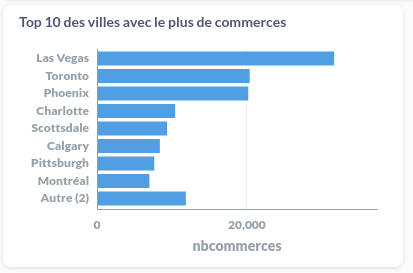 Top 10 des villes avec le plus de commerces
Las Vegas
Toronto
Phoenix
Charlotte
Scottsdale
Calgary
Pittsburgh
Montréal
Autre (2)
0
20,000
nbcommerces